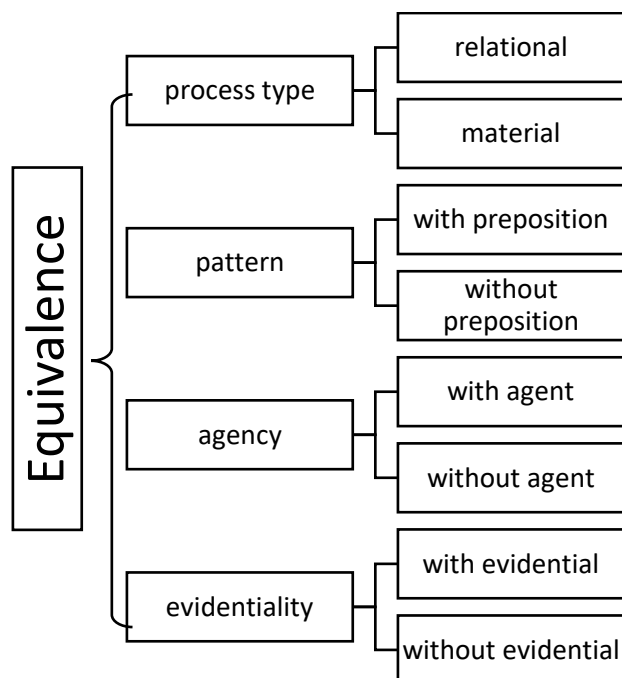 Equivalence
process type
relational
material
pattern
with preposition
without
preposition
agency
with agent
without agent
evidentiality
with evidential
without evidential